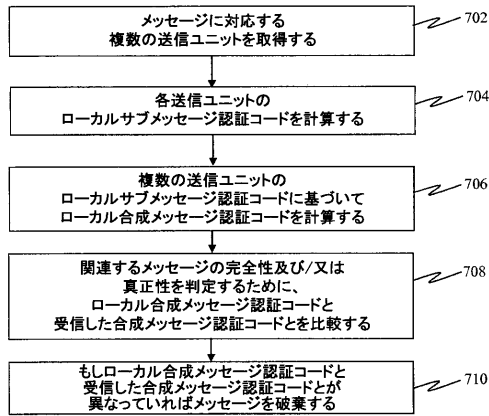 メッセージに対応する
複数の送信ユニットを取得する
702
各送信ユニットの
ローカルサブメッセージ認証コードを計算する
704
複数の送信ユニットの
ローカルサブメッセージ認証コードに基づいて
ローカル合成メッセージ認証コードを計算する
706
関連するメッセージの完全性及び/又は
真正性を判定するために、
ローカル合成メッセージ認証コードと
受信した合成メッセージ認証コードとを比較する
708
もしローカル合成メッセージ認証コードと
受信した合成メッセージ認証コードとが
異なっていればメッセージを破棄する
710